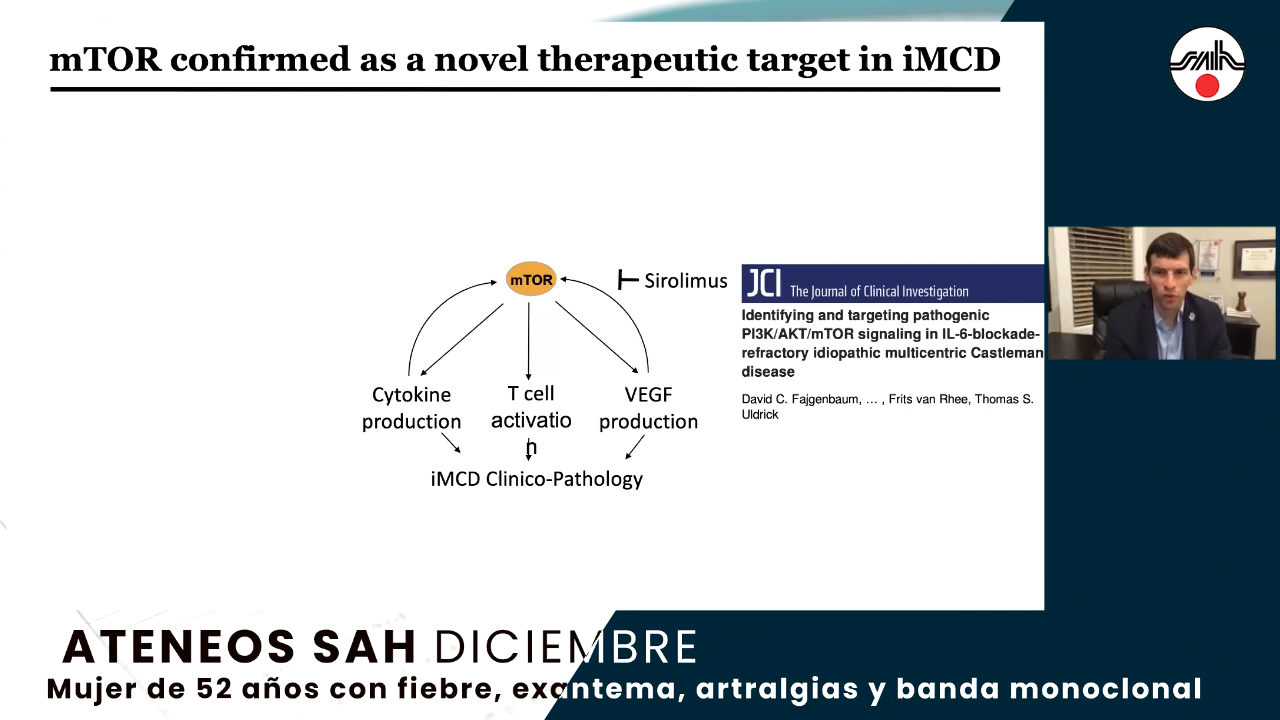 mTOR confirmed as a novel therapeutic target in iMCD
mTOR
Sirolimus
Cytokine
production
T cell
activatio
n
VEGF
production
iMCD Clinico-Pathology
JCI The Journal of Clinical Investigation
Identifying and targeting pathogenic
PI3K/AKT/mTOR signaling in IL-6-blockade-
refractory idiopathic multicentric Castleman
disease
David C. Fajgenbaum, ... , Frits van Rhee, Thomas S.
Uldrick
ATENEOS SAH DICIEMBRE
Mujer de 52 años con fiebre, exantema, artralgias y banda monoclonal